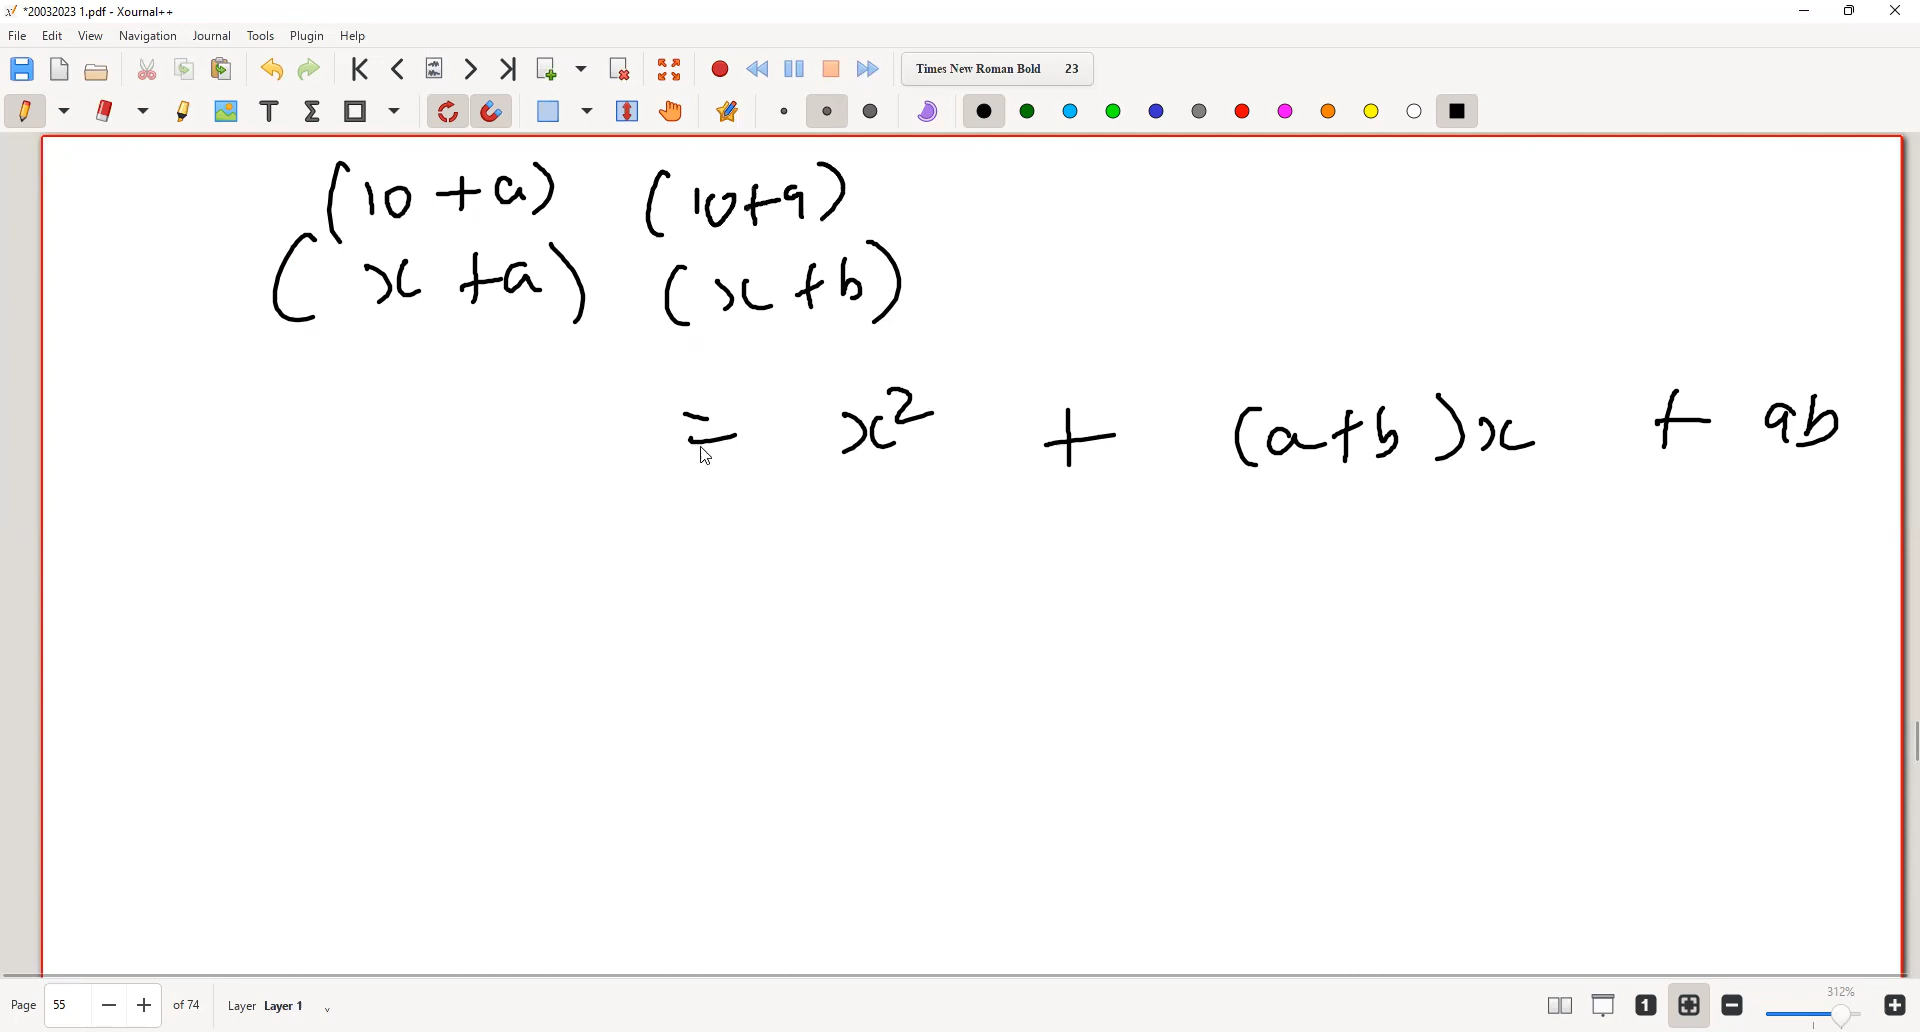 *20032023 1.pdf - Xournal++
File Edit View Navigation Journal Tools Plugin Help
Times New Roman Bold 23
(10 + a) (10+9)
(x + a) (x + b)
= x² + (a+b)x + ab
Page 55 of 74 Layer Layer 1 1 312%